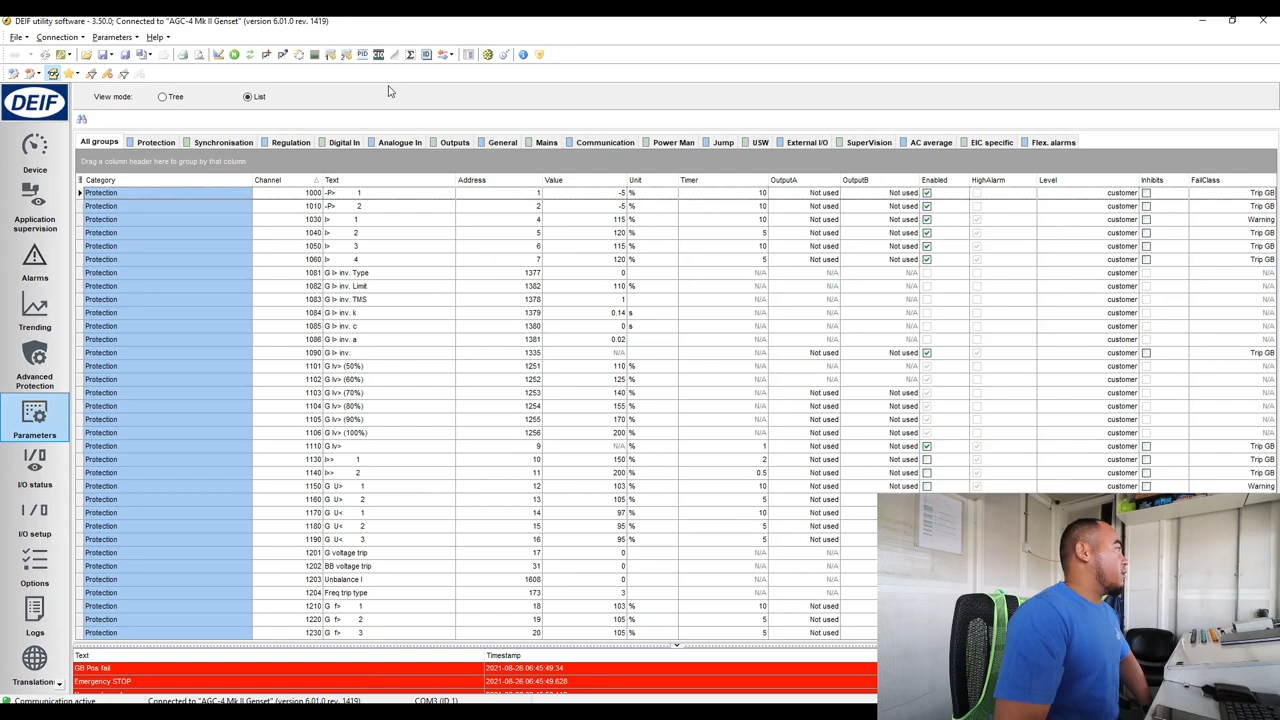 DEIF utility software - 3.50.0; Connected to "AGC-4 Mk II Genset" (version 6.01.0 rev. 1419)
File Connection Parameters Help
View mode: Tree List
DEIF
All groups Protection Synchronisation Regulation Digital In Analogue In Outputs General Mains Communication Power Man Jump USW External I/O SuperVision AC average EIC specific Flex. alarms
Drag a column header here to group by that column
Category Channel Text Address Value Unit Timer OutputA OutputB Enabled HighAlarm Level Inhibits FailClass
Protection 1000 -P> 1 1 -5 % 10 Not used Not used customer Trip GB
Protection 1010 -P> 2 2 -5 % 10 Not used Not used customer Trip GB
Protection 1030 I> 1 4 115 % 10 Not used Not used customer Warning
Protection 1040 I> 2 5 120 % 5 Not used Not used customer Trip GB
Protection 1050 I> 3 6 115 % 10 Not used Not used customer Trip GB
Protection 1060 I> 4 7 120 % 5 Not used Not used customer Trip GB
Protection 1081 G I> inv. Type 1377 0 N/A N/A N/A customer N/A
Protection 1082 G I> inv. Limit 1382 110 % N/A N/A N/A customer N/A
Protection 1083 G I> inv. TMS 1378 1 N/A N/A N/A customer N/A
Protection 1084 G I> inv. k 1379 0.14 s N/A N/A N/A customer N/A
Protection 1085 G I> inv. c 1380 0 s N/A N/A N/A customer N/A
Protection 1086 G I> inv. a 1381 0.02 N/A N/A N/A customer N/A
Protection 1090 G I> inv. 1335 N/A N/A Not used Not used customer Trip GB
Protection 1101 G Iv> (50%) 1251 110 % N/A N/A N/A customer N/A
Protection 1102 G Iv> (60%) 1252 125 % N/A N/A N/A customer N/A
Protection 1103 G Iv> (70%) 1253 140 % N/A Not used Not used customer N/A
Protection 1104 G Iv> (80%) 1254 155 % N/A Not used Not used customer N/A
Protection 1105 G Iv> (90%) 1255 170 % N/A Not used Not used customer N/A
Protection 1106 G Iv> (100%) 1256 200 % N/A Not used Not used customer N/A
Protection 1110 G Iv> 9 N/A % 1 Not used Not used customer Trip GB
Protection 1130 I>> 1 10 150 % 2 Not used Not used customer Trip GB
Protection 1140 I>> 2 11 200 % 0.5 Not used Not used customer Trip GB
Protection 1150 G U> 1 12 103 % 10 Not used Not used customer Warning
Protection 1160 G U> 2 13 105 % 5 Not used Not used
Protection 1170 G U< 1 14 97 % 10 Not used Not used
Protection 1180 G U< 2 15 95 % 5 Not used Not used
Protection 1190 G U< 3 16 95 % 5 Not used Not used
Protection 1201 G voltage trip 17 0 N/A N/A N/A
Protection 1202 BB voltage trip 31 0 N/A N/A N/A
Protection 1203 Unbalance I 1608 0 N/A N/A N/A
Protection 1204 Freq trip type 173 3 N/A N/A N/A
Protection 1210 G f> 1 18 103 % 10 Not used Not used
Protection 1220 G f> 2 19 105 % 5 Not used Not used
Protection 1230 G f> 3 20 105 % 5 Not used Not used
Device
Application supervision
Alarms
Trending
Advanced Protection
Parameters
I/O status
I/O setup
Options
Logs
Translation
Text Timestamp
GB Pos fail 2021-08-26 06:45:49.34
Emergency STOP 2021-08-26 06:45:49.628
Communication active Connected to "AGC-4 Mk II Genset" (version 6.01.0 rev. 1419) COM3 (ID 1)